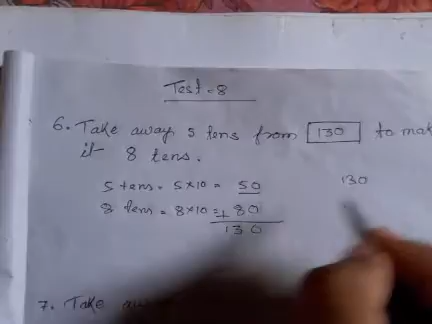 Test-8
6. Take away 5 tens from 130 to mak
it 8 tens.
5 tens = 5×10 = 50
130
8 tens = 8×10 = + 80
130
7. Take